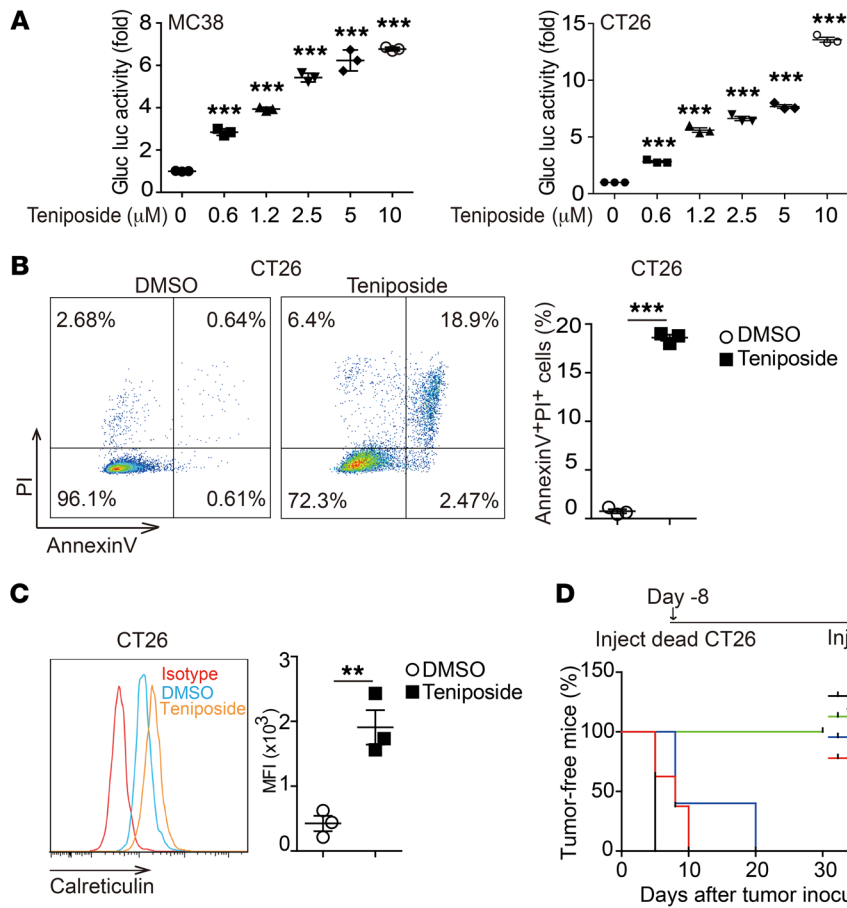 A
MC38
Gluc luc activity (fold)
8
6
4
2
0
***
***
***
***
***
Teniposide (μM) 0 0.6 1.2 2.5 5 10
CT26
Gluc luc activity (fold)
15
10
5
0
***
***
***
***
***
Teniposide (μM) 0 0.6 1.2 2.5 5 10
B
CT26
DMSO
Teniposide
2.68% 0.64%
96.1% 0.61%
6.4% 18.9%
72.3% 2.47%
PI
AnnexinV
CT26
AnnexinV+PI+ cells (%)
20
15
10
5
0
***
DMSO
Teniposide
C
CT26
Isotype
DMSO
Teniposide
Calreticulin
MFI (x10³)
3
2
1
0
**
DMSO
Teniposide
D
Day -8
Inject dead CT26
Inj
Tumor-free mice (%)
150
100
50
0
0 10 20 30
Days after tumor inocu